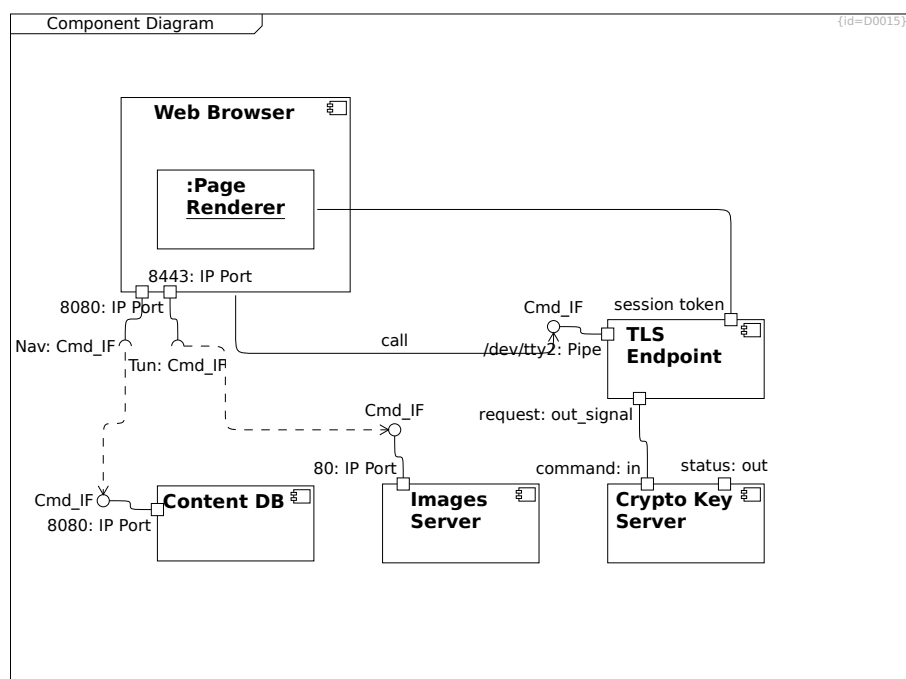 Component Diagram
{id=D0015}
Web Browser
:Page
Renderer
8443: IP Port
8080: IP Port
Nav: Cmd_IF
Tun: Cmd_IF
call
Cmd_IF
session token
/dev/tty2: Pipe
TLS
Endpoint
request: out_signal
Cmd_IF
80: IP Port
command: in
status: out
Cmd_IF
8080: IP Port
Content DB
Images
Server
Crypto Key
Server